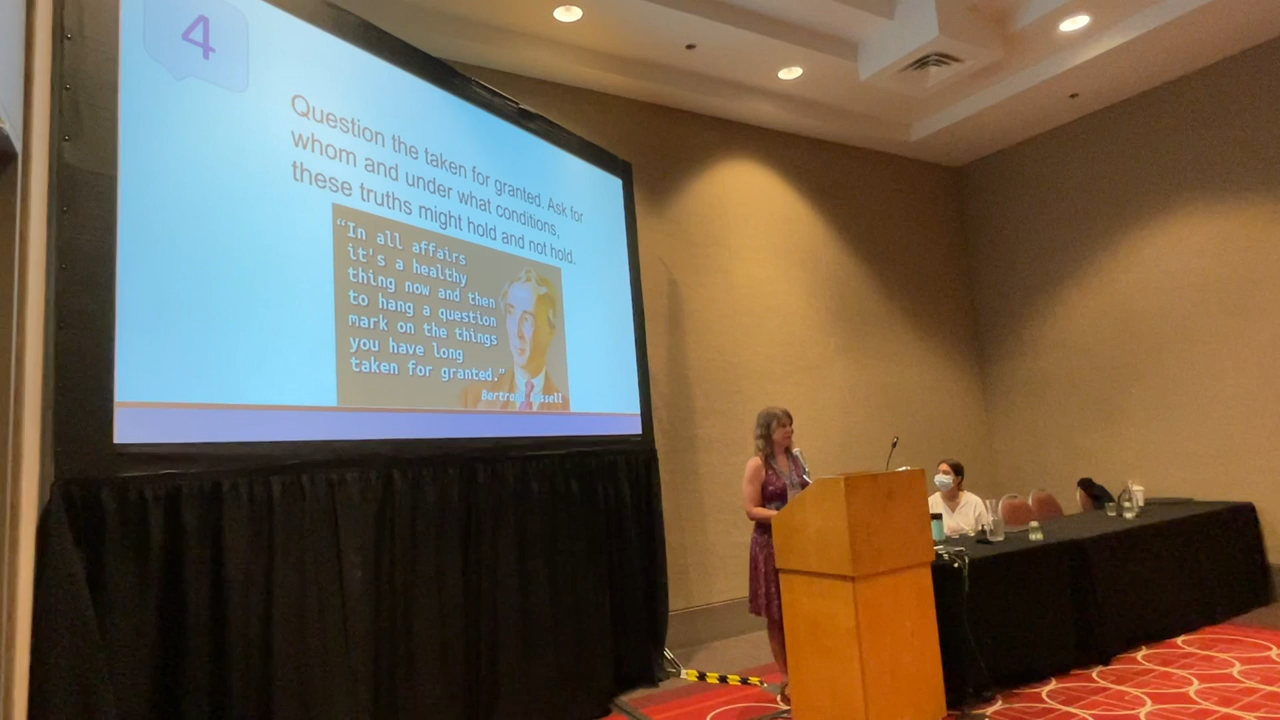 4
Question the taken for granted. Ask for
whom and under what conditions,
these truths might hold and not hold.
“In all affairs
it's a healthy
thing now and then
to hang a question
mark on the things
you have long
taken for granted.”
Bertrand Russell